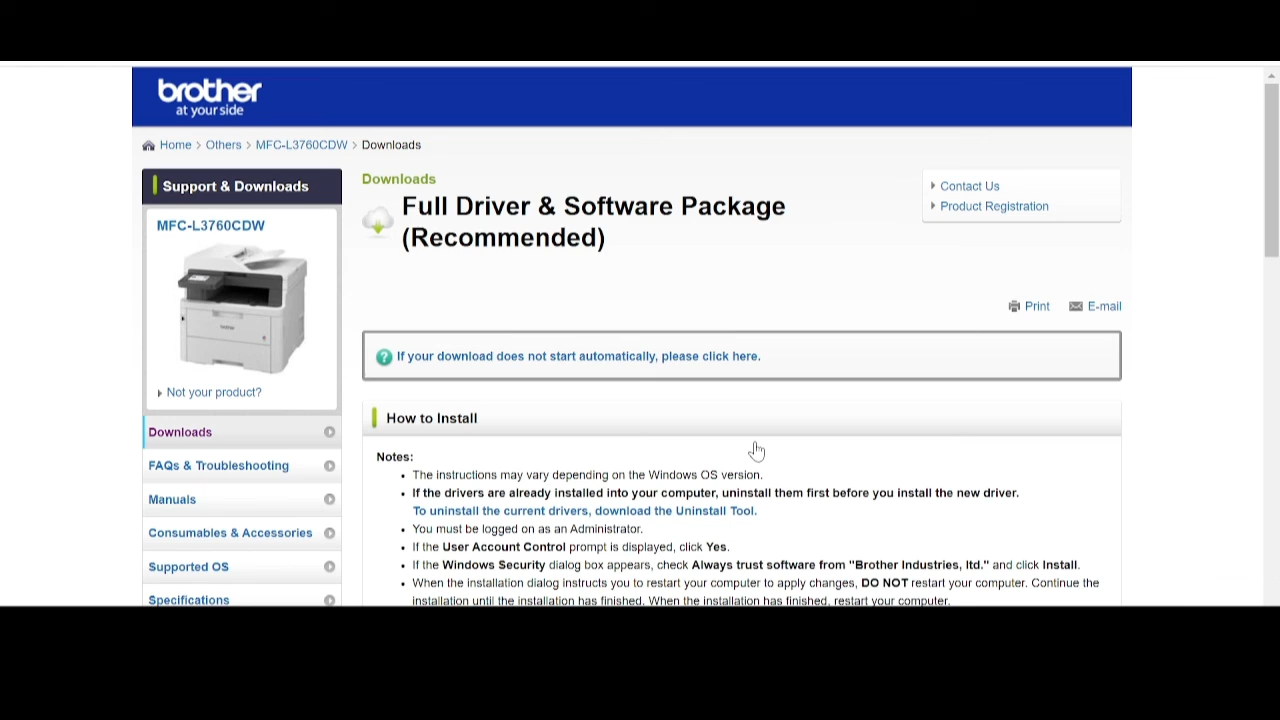 brother
at your side
Home > Others > MFC-L3760CDW > Downloads
Support & Downloads
MFC-L3760CDW
brother
Not your product?
Downloads
FAQs & Troubleshooting
Manuals
Consumables & Accessories
Supported OS
Specifications
Downloads
Full Driver & Software Package
(Recommended)
Contact Us
Product Registration
Print
E-mail
If your download does not start automatically, please click here.
How to Install
Notes:
The instructions may vary depending on the Windows OS version.
If the drivers are already installed into your computer, uninstall them first before you install the new driver.
To uninstall the current drivers, download the Uninstall Tool.
You must be logged on as an Administrator.
If the User Account Control prompt is displayed, click Yes.
If the Windows Security dialog box appears, check Always trust software from "Brother Industries, ltd." and click Install.
When the installation dialog instructs you to restart your computer to apply changes, DO NOT restart your computer. Continue the
installation until the installation has finished. When the installation has finished, restart your computer.